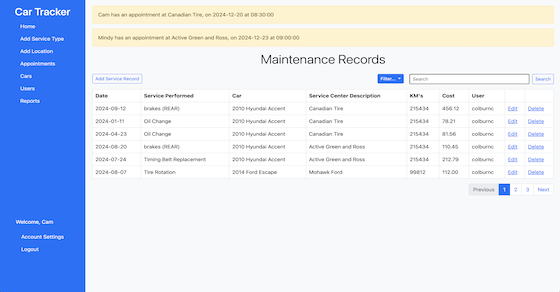 Car Tracker
Home
Add Service Type
Add Location
Appointments
Cars
Users
Reports
Welcome, Cam
Account Settings
Logout
Cam has an appointment at Canadian Tire, on 2024-12-20 at 08:30:00
Mindy has an appointment at Active Green and Ross, on 2024-12-23 at 09:00:00
Maintenance Records
Add Service Record Filter... Search Search
Date Service Performed Car Service Center Description KM's Cost User
2024-09-12 brakes (REAR) 2010 Hyundai Accent Canadian Tire 215434 456.12 colburnc Edit Delete
2024-01-11 Oil Change 2010 Hyundai Accent Canadian Tire 215434 78.21 colburnc Edit Delete
2024-04-23 Oil Change 2010 Hyundai Accent Canadian Tire 215434 81.56 colburnc Edit Delete
2024-08-20 brakes (REAR) 2010 Hyundai Accent Active Green and Ross 215434 110.45 colburnc Edit Delete
2024-07-24 Timing Belt Replacement 2010 Hyundai Accent Active Green and Ross 215434 212.79 colburnc Edit Delete
2024-08-07 Tire Rotation 2014 Ford Escape Mohawk Ford 99812 112.00 colburnc Edit Delete
Previous 1 2 3 Next